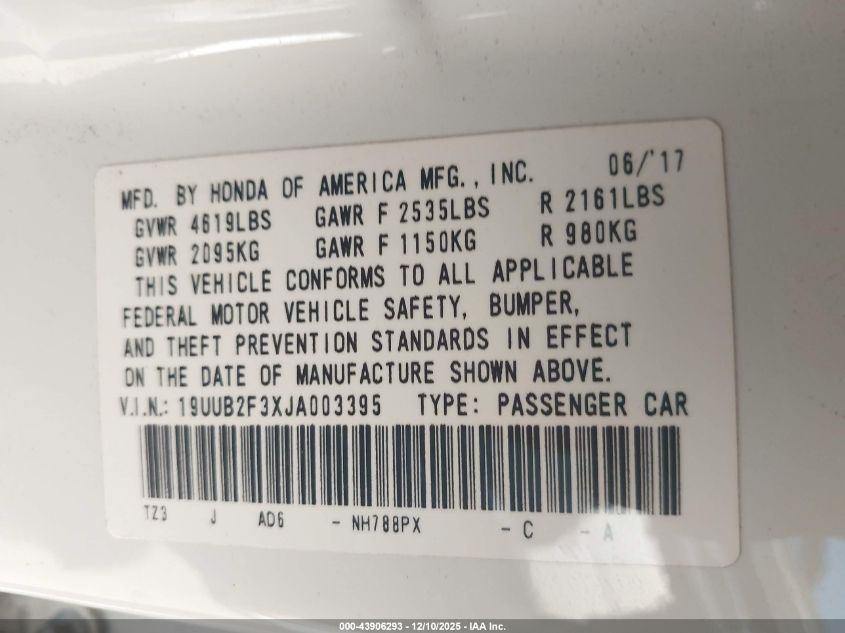 MFD. BY HONDA OF AMERICA MFG., INC. 06/'17
GVWR 4619LBS GAWR F 2535LBS R 2161LBS
GVWR 2095KG GAWR F 1150KG R 980KG
THIS VEHICLE CONFORMS TO ALL APPLICABLE
FEDERAL MOTOR VEHICLE SAFETY, BUMPER,
AND THEFT PREVENTION STANDARDS IN EFFECT
ON THE DATE OF MANUFACTURE SHOWN ABOVE.
V.I.N.: 19UUB2F3XJA003395 TYPE: PASSENGER CAR
TZ3 J AD6 - NH788PX - C - A
000-43906293 - 12/10/2025 - IAA Inc.